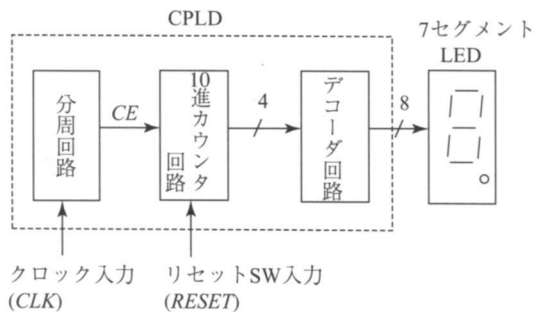 CPLD
7セグメント
LED
分周回路
CE
10進カウンタ
回路
4
デコーダ回路
8
クロック入力
(CLK)
リセットSW入力
(RESET)